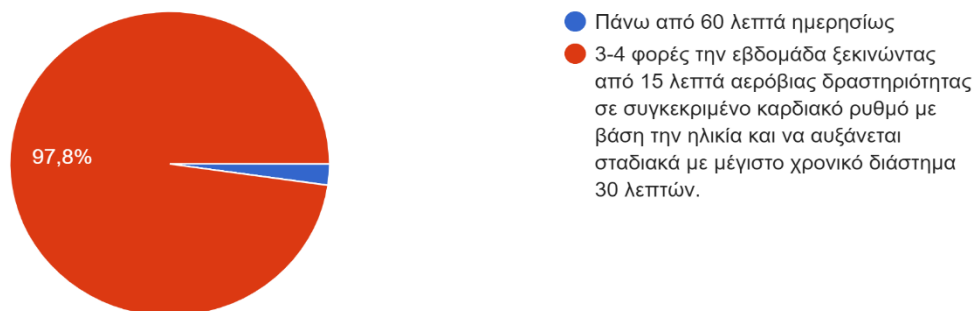 Πάνω από 60 λεπτά ημερησίως
3-4 φορές την εβδομάδα ξεκινώντας
από 15 λεπτά αερόβιας δραστηριότητας
σε συγκεκριμένο καρδιακό ρυθμό με
βάση την ηλικία και να αυξάνεται
σταδιακά με μέγιστο χρονικό διάστημα
30 λεπτών.
97,8%